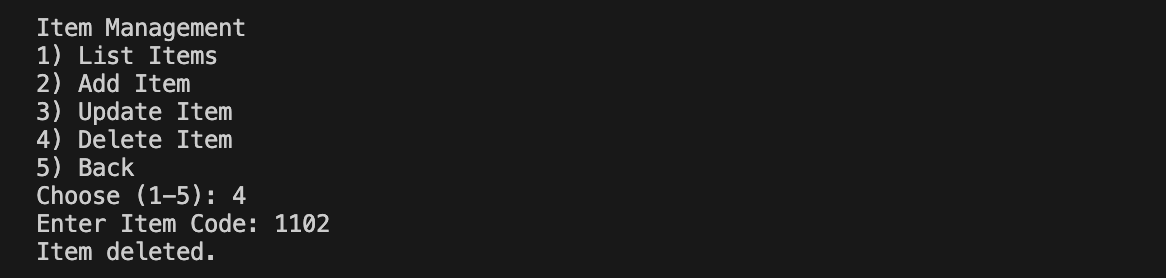 Item Management
1) List Items
2) Add Item
3) Update Item
4) Delete Item
5) Back
Choose (1-5): 4
Enter Item Code: 1102
Item deleted.